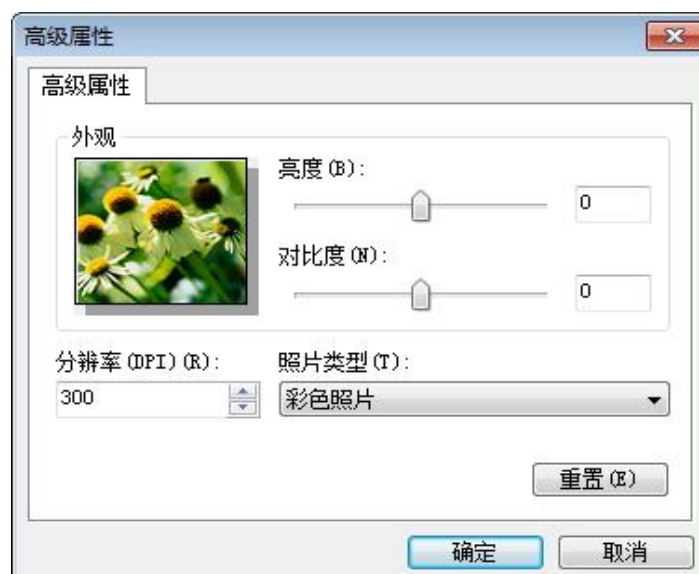 高级属性
高级属性
外观
亮度(B):
0
对比度(N):
0
分辨率(DPI)(R):
照片类型(T):
300
彩色照片
重置(E)
确定
取消